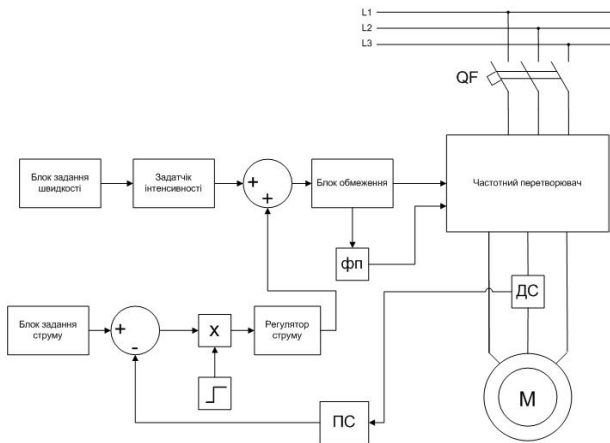 L1
L2
L3
QF
Блок задання
швидкості
Задатчік
інтенсивності
+
+
Блок обмеження
Частотний перетворювач
фп
ДС
Блок задання
струму
+
-
X
Регулятор
струму
ПС
М